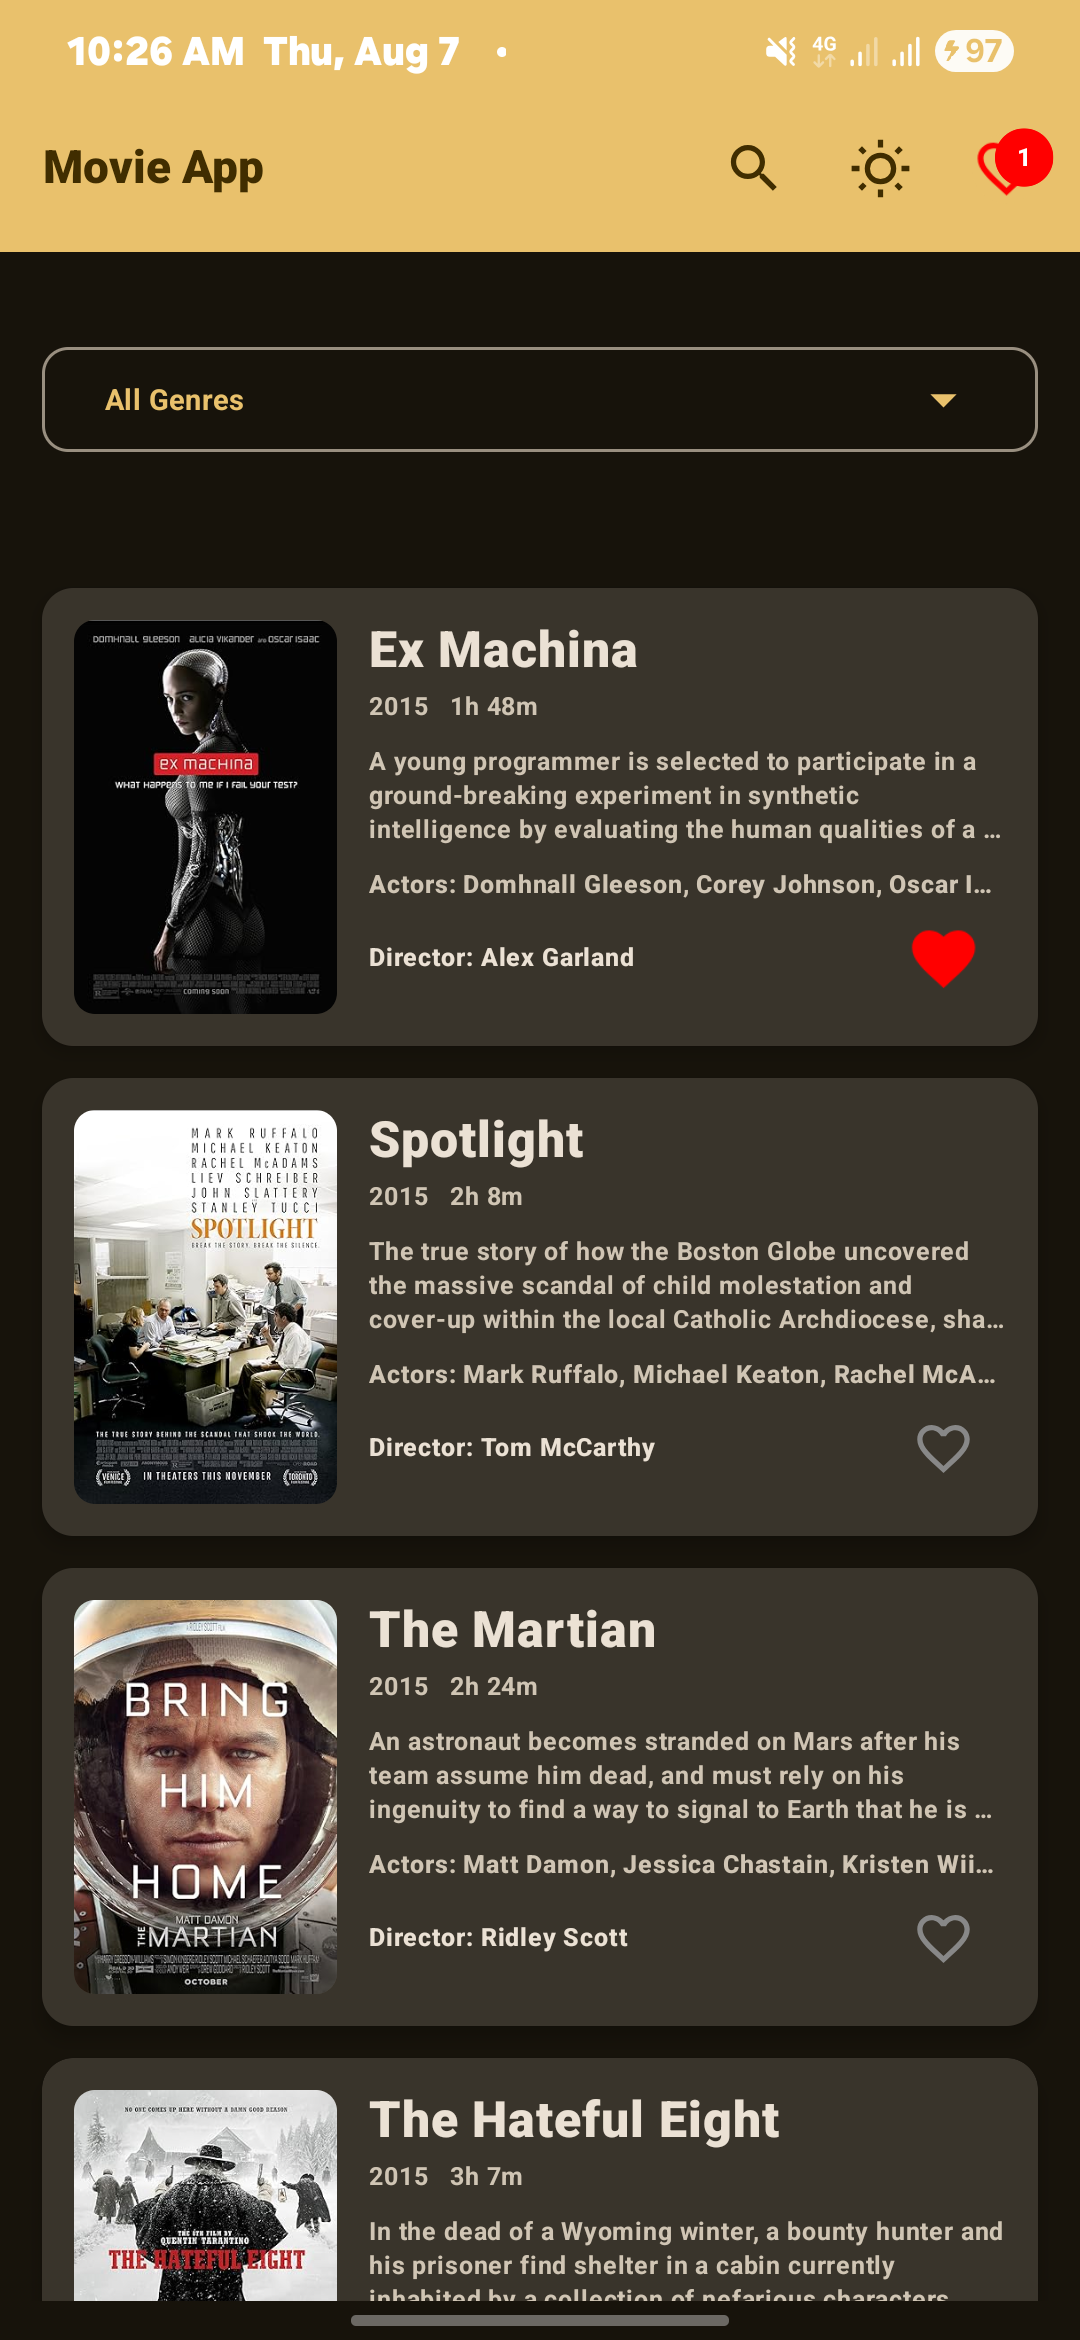 10:26 AM Thu, Aug 7
4G
97
Movie App
1
All Genres
DOMHNALL GLEESON ALICIA VIKANDER AND OSCAR ISAAC
EX MACHINA
WHAT HAPPENS TO ME IF I FAIL YOUR TEST?
COMING SOON
Ex Machina
2015 1h 48m
A young programmer is selected to participate in a
ground-breaking experiment in synthetic
intelligence by evaluating the human qualities of a …
Actors: Domhnall Gleeson, Corey Johnson, Oscar I…
Director: Alex Garland
MARK RUFFALO
MICHAEL KEATON
RACHEL McADAMS
LIEV SCHREIBER
JOHN SLATTERY
STANLEY TUCCI
SPOTLIGHT
BREAK THE STORY. BREAK THE SILENCE.
THE TRUE STORY BEHIND THE SCANDAL THAT SHOOK THE WORLD.
VENICE
IN THEATERS THIS NOVEMBER
TORONTO
Spotlight
2015 2h 8m
The true story of how the Boston Globe uncovered
the massive scandal of child molestation and
cover-up within the local Catholic Archdiocese, sha…
Actors: Mark Ruffalo, Michael Keaton, Rachel McA…
Director: Tom McCarthy
BRING
HIM
HOME
MATT DAMON
THE MARTIAN
OCTOBER
The Martian
2015 2h 24m
An astronaut becomes stranded on Mars after his
team assume him dead, and must rely on his
ingenuity to find a way to signal to Earth that he is …
Actors: Matt Damon, Jessica Chastain, Kristen Wii…
Director: Ridley Scott
NO ONE COMES UP HERE WITHOUT A DAMN GOOD REASON
THE 8TH FILM BY
QUENTIN TARANTINO
THE HATEFUL EIGHT
The Hateful Eight
2015 3h 7m
In the dead of a Wyoming winter, a bounty hunter and
his prisoner find shelter in a cabin currently
inhabited by a collection of nefarious characters